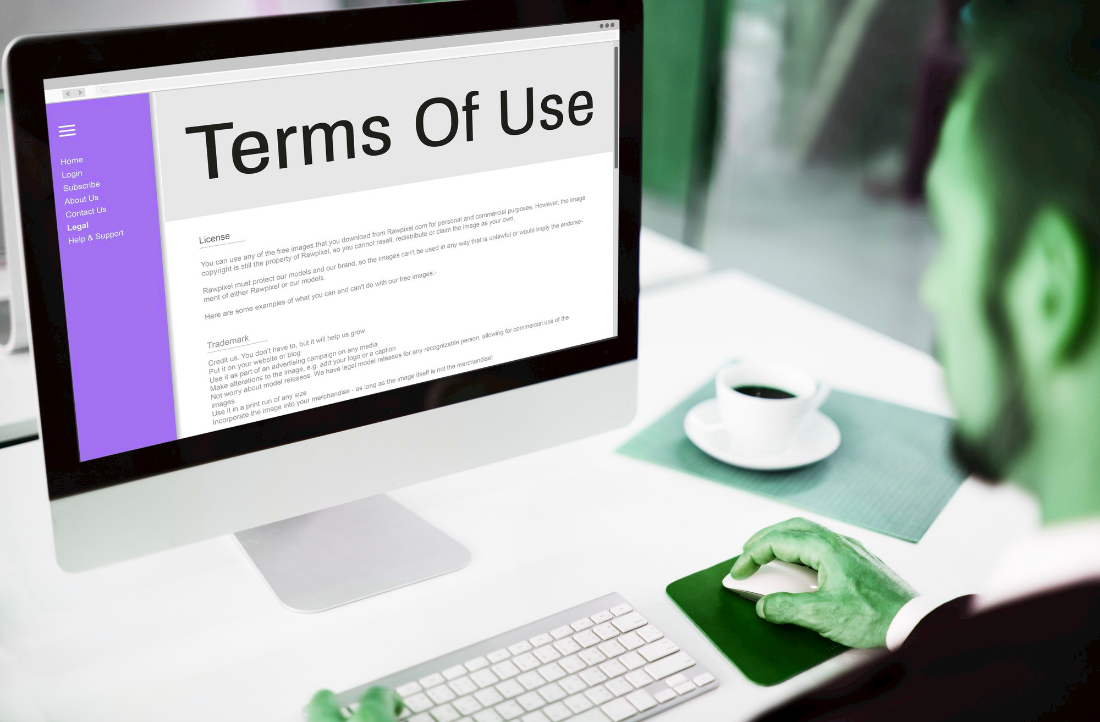 Terms Of Use
Home
Login
Subscribe
About Us
Contact Us
Legal
Help & Support
License
You can use any of the free images that you download from Rawpixel.com for personal and commercial purposes. However, the image
copyright is still the property of Rawpixel, so you cannot resell, redistribute or claim the image as your own.
Rawpixel must protect our models and our brand, so the images can't be used in any way that is unlawful or would imply the endorse-
ment of either Rawpixel or our models.
Here are some examples of what you can and can't do with our free images:-
Trademark
Credit us. You don't have to, but it will help us grow
Put it on your website or blog
Use it as part of an advertising campaign on any media
Make alterations to the image, e.g. add your logo or a caption
Not worry about model releases. We have legal model releases for any recognizable person, allowing for commercial use of the
images
Use it in a print run of any size
Incorporate the image into your merchandise - as long as the image itself is not the merchandise!